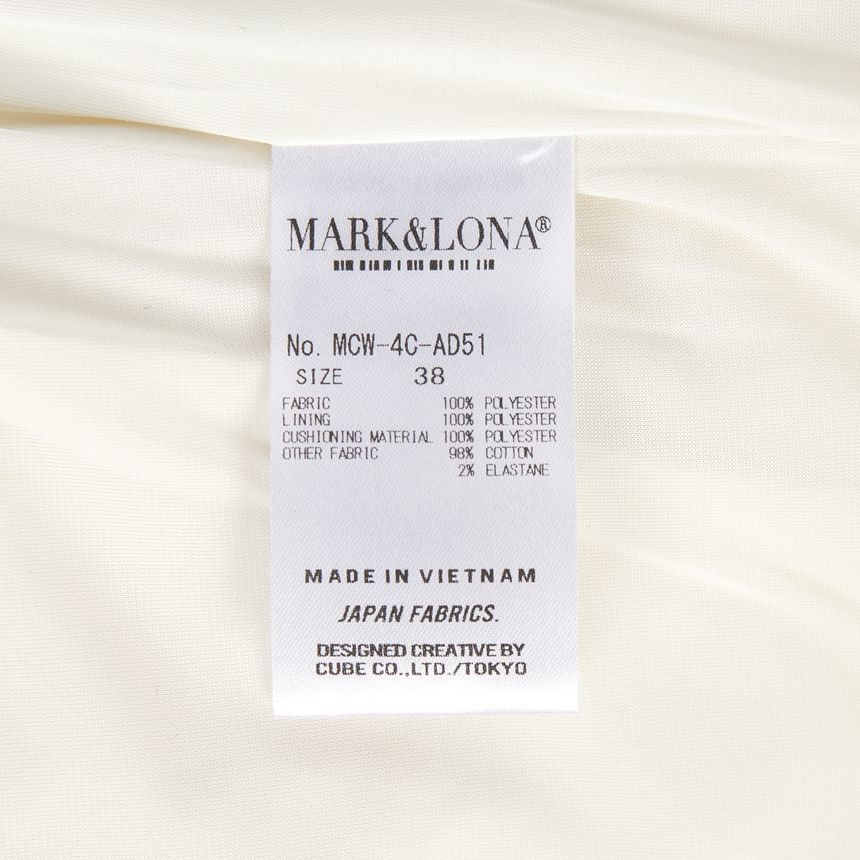 MARK&LONA®
No. MCW-4C-AD51
SIZE 38
FABRIC 100% POLYESTER
LINING 100% POLYESTER
CUSHIONING MATERIAL 100% POLYESTER
OTHER FABRIC 98% COTTON
2% ELASTANE
MADE IN VIETNAM
JAPAN FABRICS.
DESIGNED CREATIVE BY
CUBE CO.,LTD./TOKYO